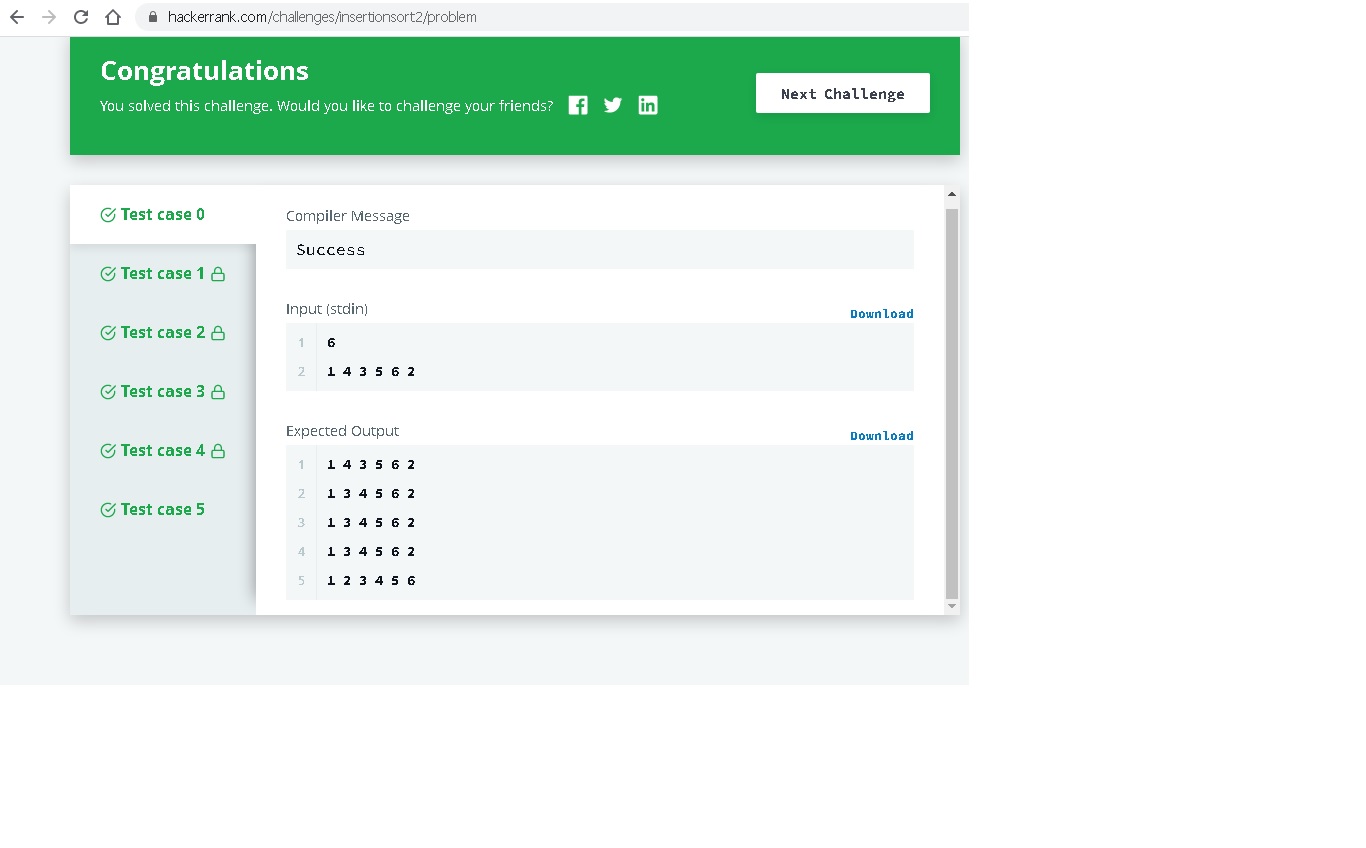 hackerrank.com/challenges/insertionsort2/problem
Congratulations
You solved this challenge. Would you like to challenge your friends?
Next Challenge
Test case 0
Test case 1
Test case 2
Test case 3
Test case 4
Test case 5
Compiler Message
Success
Input (stdin)
Download
1 6
2 1 4 3 5 6 2
Expected Output
Download
1 1 4 3 5 6 2
2 1 3 4 5 6 2
3 1 3 4 5 6 2
4 1 3 4 5 6 2
5 1 2 3 4 5 6